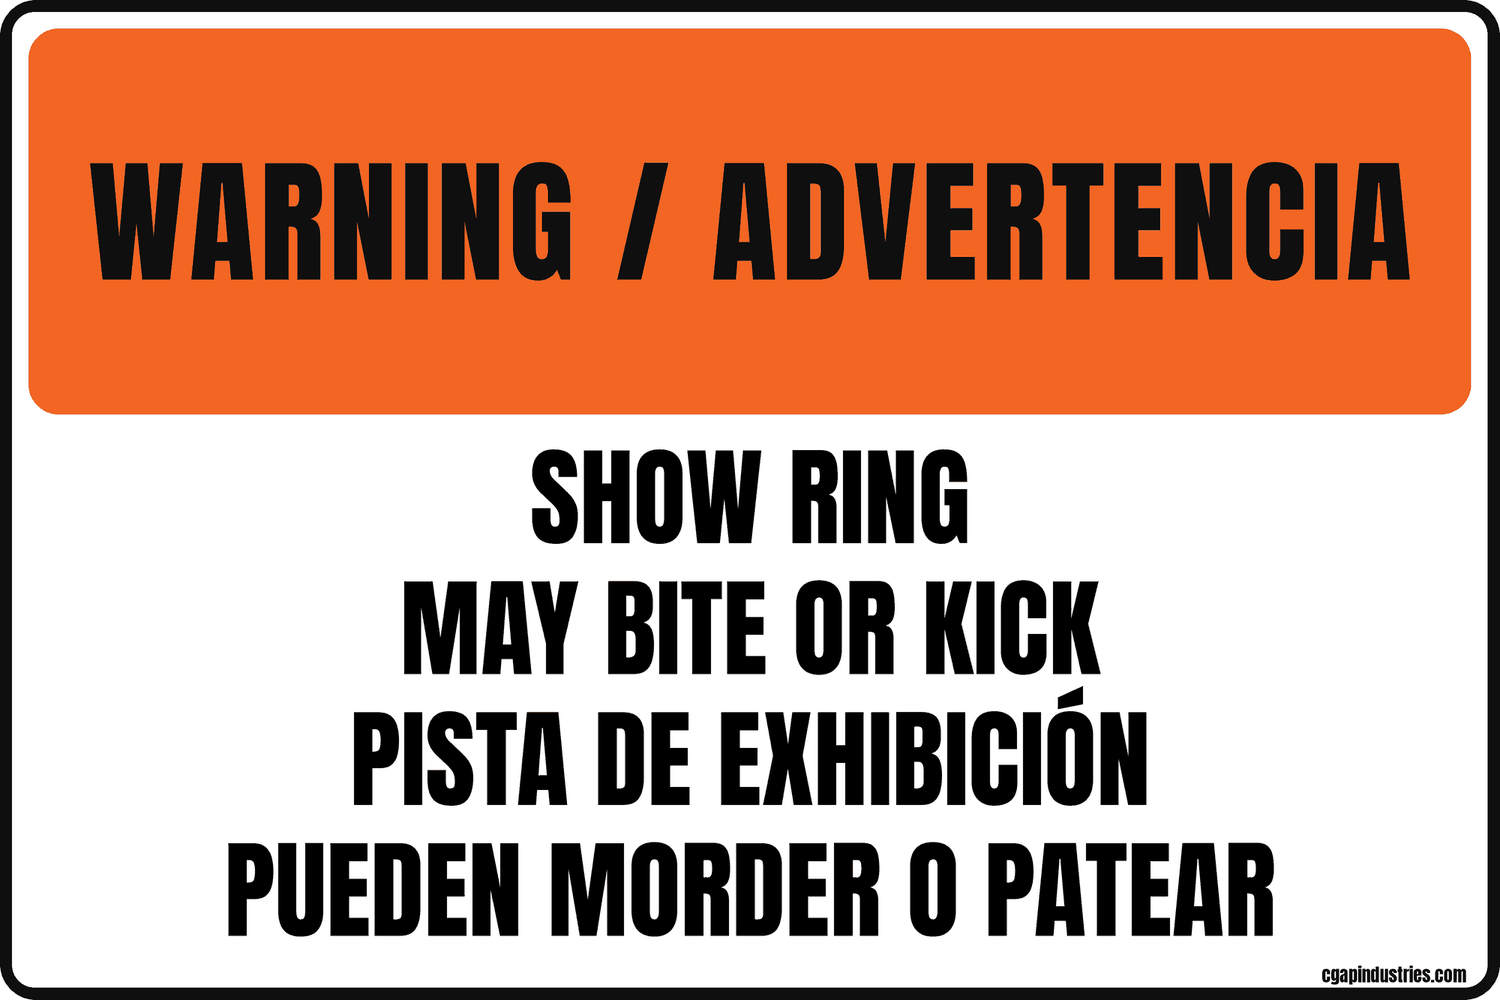 WARNING / ADVERTENCIA
SHOW RING
MAY BITE OR KICK
PISTA DE EXHIBICIÓN
PUEDEN MORDER O PATEAR
cgapindustries.com